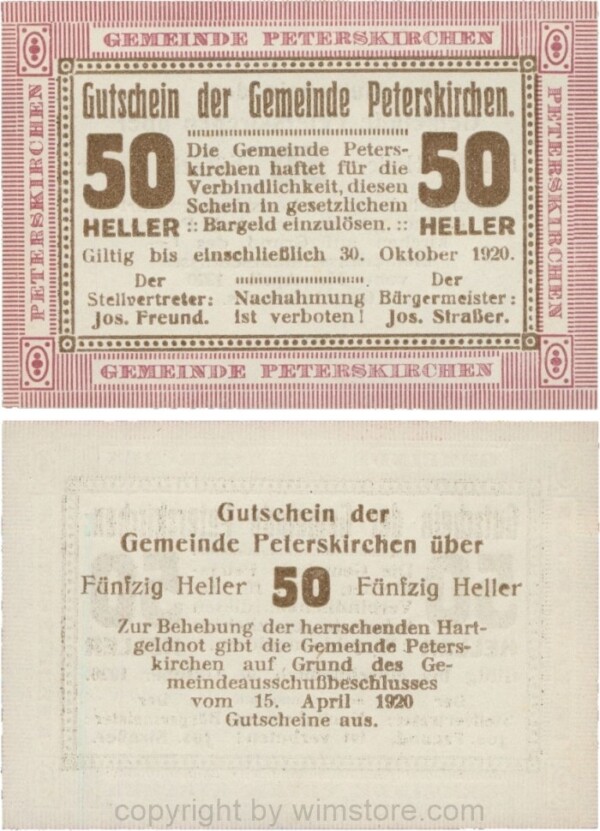 GEMEINDE PETERSKIRCHEN
PETERSKIRCHEN
PETERSKIRCHEN
Gutschein der Gemeinde Peterskirchen.
50
HELLER
Die Gemeinde Peters-
kirchen haftet für die
Verbindlichkeit, diesen
Schein in gesetzlichem
:: Bargeld einzulösen. ::
50
HELLER
Giltig bis einschließlich 30. Oktober 1920.
Der
Stellvertreter:
Jos. Freund.
Nachahmung
ist verboten!
Der
Bürgermeister:
Jos. Straßer.
GEMEINDE PETERSKIRCHEN
Gutschein der
Gemeinde Peterskirchen über
Fünfzig Heller 50 Fünfzig Heller
Zur Behebung der herrschenden Hart-
geldnot gibt die Gemeinde Peters-
kirchen auf Grund des Ge-
meindeausschußbeschlusses
vom 15. April 1920
Gutscheine aus.
copyright by wimstore.com